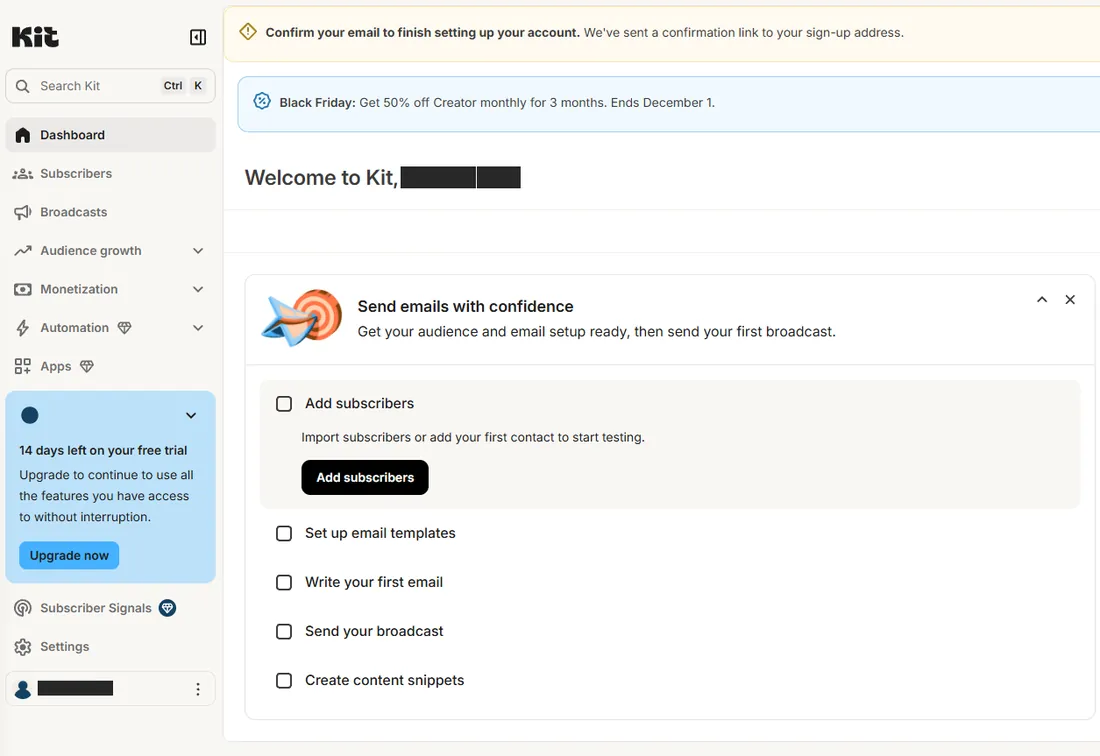 Kit
Search Kit Ctrl K
Dashboard
Subscribers
Broadcasts
Audience growth
Monetization
Automation
Apps
14 days left on your free trial
Upgrade to continue to use all
the features you have access
to without interruption.
Upgrade now
Subscriber Signals
Settings
Confirm your email to finish setting up your account. We've sent a confirmation link to your sign-up address.
Black Friday: Get 50% off Creator monthly for 3 months. Ends December 1.
Welcome to Kit,
Send emails with confidence
Get your audience and email setup ready, then send your first broadcast.
Add subscribers
Import subscribers or add your first contact to start testing.
Add subscribers
Set up email templates
Write your first email
Send your broadcast
Create content snippets